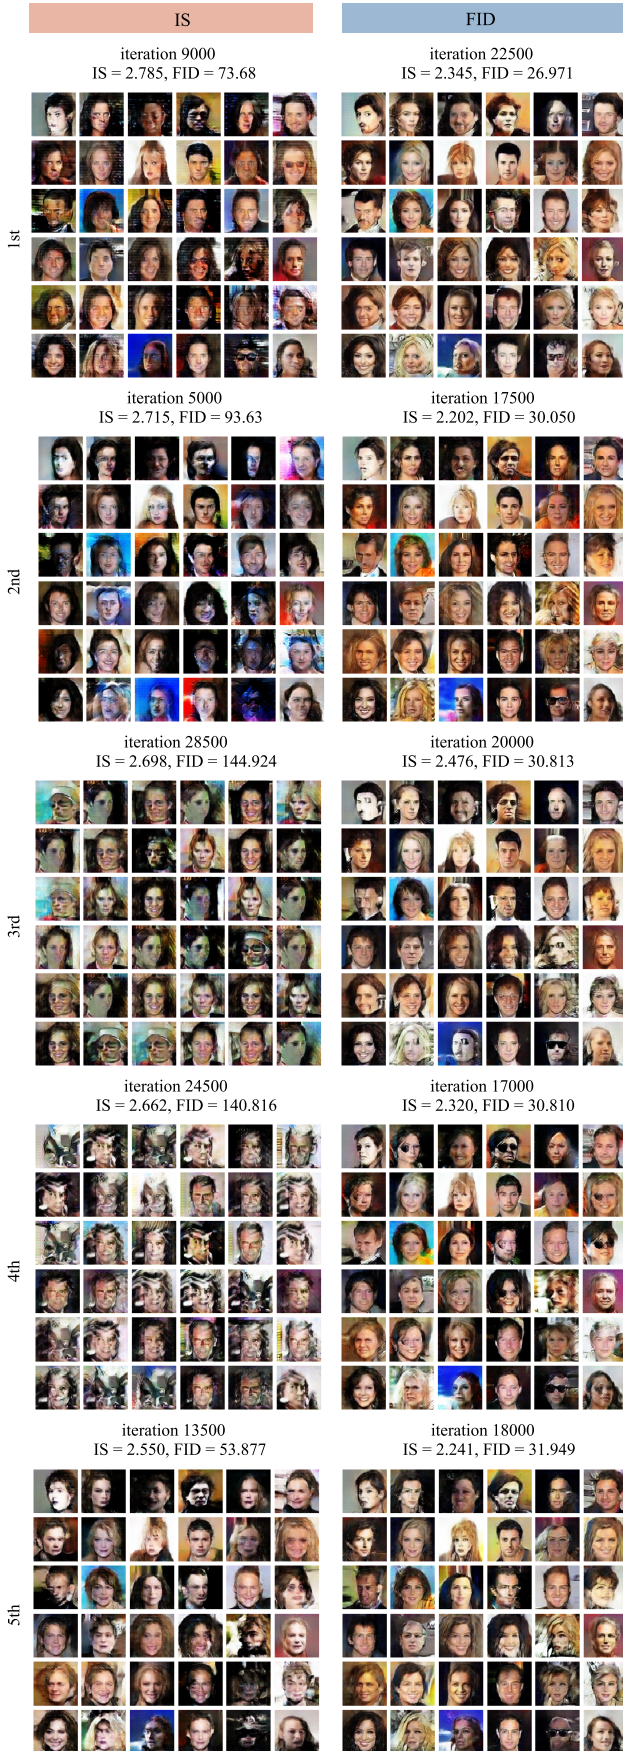 IS
FID
iteration 9000
IS = 2.785, FID = 73.68
iteration 22500
IS = 2.345, FID = 26.971
1st
iteration 5000
IS = 2.715, FID = 93.63
iteration 17500
IS = 2.202, FID = 30.050
2nd
iteration 28500
IS = 2.698, FID = 144.924
iteration 20000
IS = 2.476, FID = 30.813
3rd
iteration 24500
IS = 2.662, FID = 140.816
iteration 17000
IS = 2.320, FID = 30.810
4th
iteration 13500
IS = 2.550, FID = 53.877
iteration 18000
IS = 2.241, FID = 31.949
5th